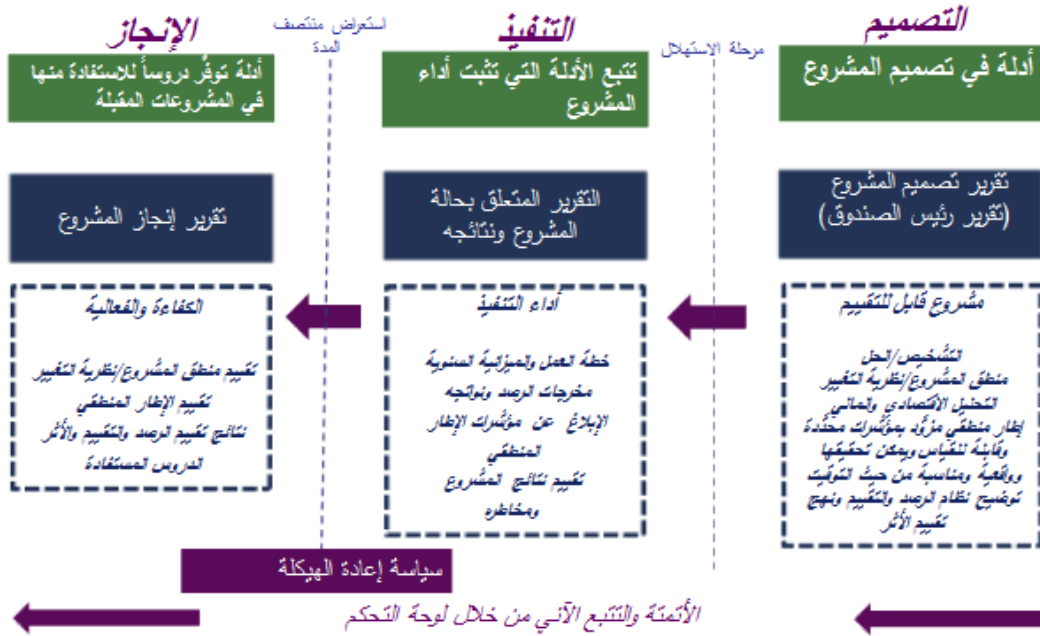 التصميم
أدلة في تصميم المشروع
تقرير تصميم المشروع
(تقرير رئيس الصندوق)
مشروع قابل للتقييم
التشخيص/الحل
منطق المشروع/نظرية التغيير
التحليل الاقتصادي والمالي
إطار منطقي مزوَّد بمؤشرات محدَّدة
وقابلة للقياس ويمكن تحقيقها
وواقعية ومناسبة من حيث التوقيت
توضيح نظام الرصد والتقييم ونهج
تقييم الأثر
مرحلة الاستهلال
التنفيذ
تتبع الأدلة التي تثبت أداء
المشروع
التقرير المتعلق بحالة
المشروع ونتائجه
أداء التنفيذ
خطة العمل والميزانية السنوية
مخرجات الرصد ونواتجه
الإبلاغ عن مؤشرات الإطار
المنطقي
تقييم نتائج المشروع
ومخاطره
استعراض منتصف
المدة
الإنجاز
أدلة توفِّر دروساً للاستفادة منها
في المشروعات المقبلة
تقرير إنجاز المشروع
الكفاءة والفعالية
تقييم منطق المشروع/نظرية التغيير
تقييم الإطار المنطقي
نتائج تقييم الرصد والتقييم والأثر
الدروس المستفادة
سياسة إعادة الهيكلة
الأتمتة والتتبع الآني من خلال لوحة التحكم